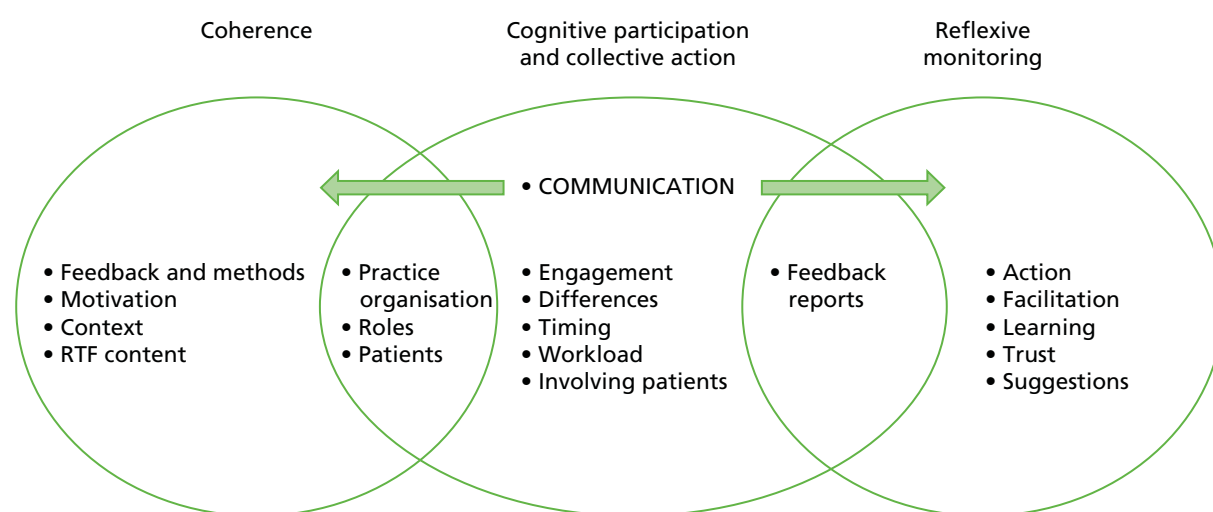 Coherence
Cognitive participation
and collective action
Reflexive
monitoring
• COMMUNICATION
• Feedback and methods
• Motivation
• Context
• RTF content
• Practice
organisation
• Roles
• Patients
• Engagement
• Differences
• Timing
• Workload
• Involving patients
• Feedback
reports
• Action
• Facilitation
• Learning
• Trust
• Suggestions